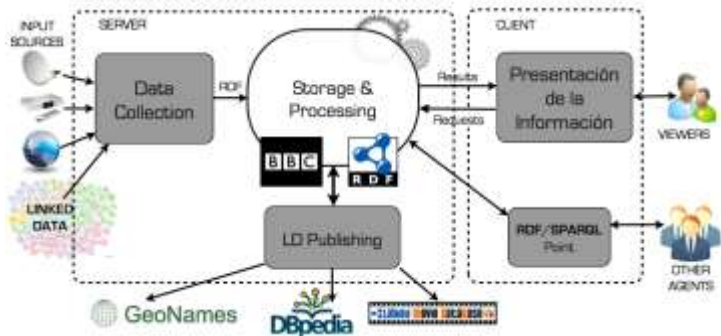 INPUT
SOURCES
SERVER
CLIENT
Data
Collection
RDF
Storage &
Processing
Results
Requests
Presentación
de la
Información
VIEWERS
BBC
RDF
LINKED
DATA
LD Publishing
RDF/SPARQL
Point
OTHER
AGENTS
GeoNames
DBpedia